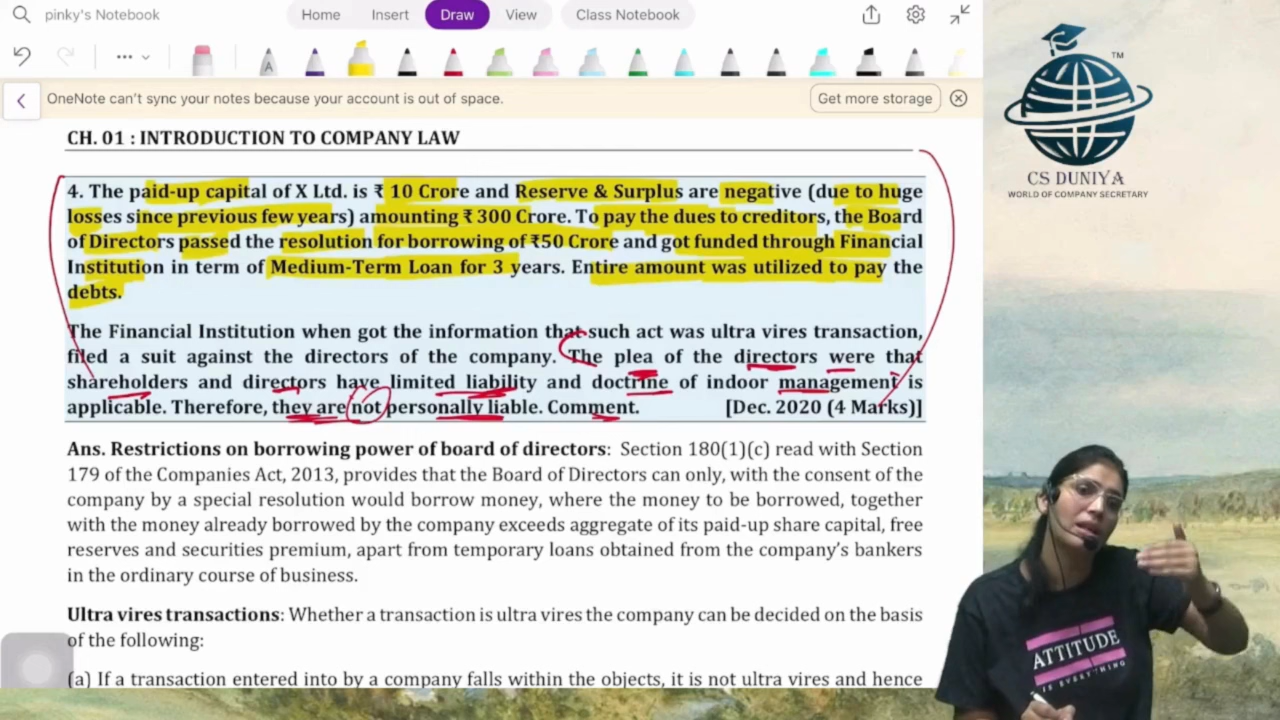 pinky's Notebook
Home Insert Draw View Class Notebook
OneNote can't sync your notes because your account is out of space.
Get more storage
CH. 01 : INTRODUCTION TO COMPANY LAW
4. The paid-up capital of X Ltd. is ₹ 10 Crore and Reserve & Surplus are negative (due to huge
losses since previous few years) amounting ₹ 300 Crore. To pay the dues to creditors, the Board
of Directors passed the resolution for borrowing of ₹50 Crore and got funded through Financial
Institution in term of Medium-Term Loan for 3 years. Entire amount was utilized to pay the
debts.
The Financial Institution when got the information that such act was ultra vires transaction,
filed a suit against the directors of the company. The plea of the directors were that
shareholders and directors have limited liability and doctrine of indoor management is
applicable. Therefore, they are not personally liable. Comment. [Dec. 2020 (4 Marks)]
Ans. Restrictions on borrowing power of board of directors: Section 180(1)(c) read with Section
179 of the Companies Act, 2013, provides that the Board of Directors can only, with the consent of the
company by a special resolution would borrow money, where the money to be borrowed, together
with the money already borrowed by the company exceeds aggregate of its paid-up share capital, free
reserves and securities premium, apart from temporary loans obtained from the company's bankers
in the ordinary course of business.
Ultra vires transactions: Whether a transaction is ultra vires the company can be decided on the basis
of the following:
(a) If a transaction entered into by a company falls within the objects, it is not ultra vires and hence
TM
CS DUNIYA
WORLD OF COMPANY SECRETARY
ATTITUDE
IS EVERYTHING